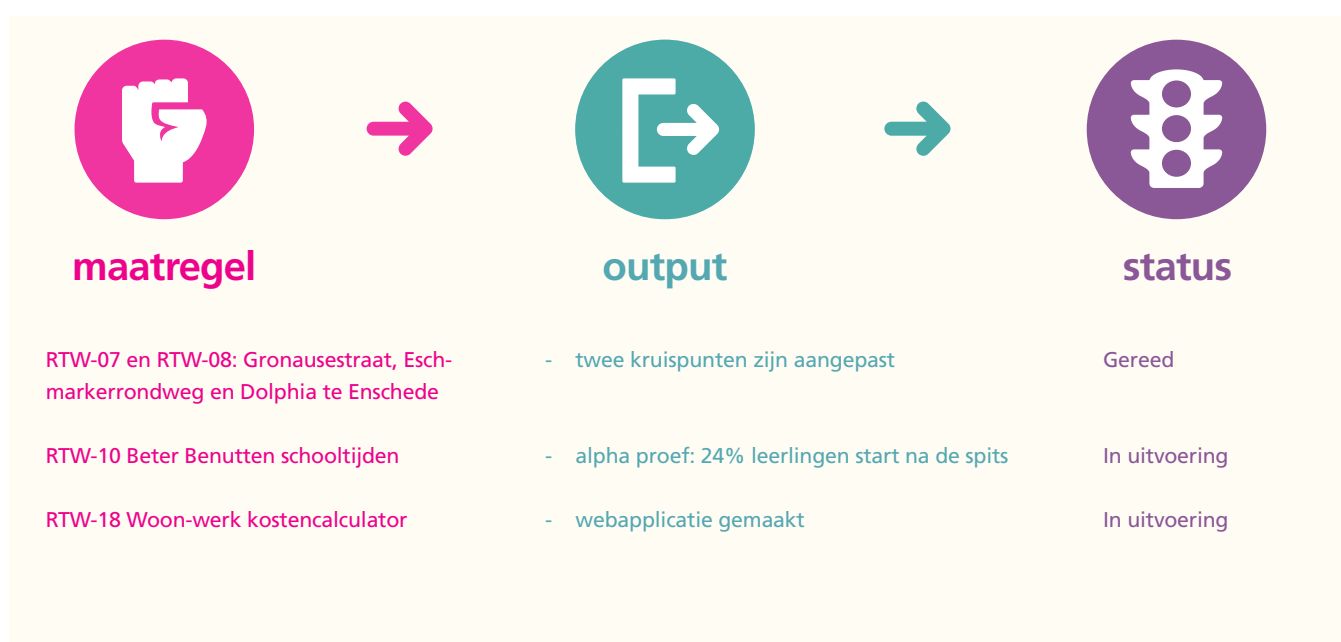 maatregel
output
status
RTW-07 en RTW-08: Gronausestraat, Esch-
markerrondweg en Dolphia te Enschede
- twee kruispunten zijn aangepast
Gereed
RTW-10 Beter Benutten schooltijden
- alpha proef: 24% leerlingen start na de spits
In uitvoering
RTW-18 Woon-werk kostencalculator
- webapplicatie gemaakt
In uitvoering